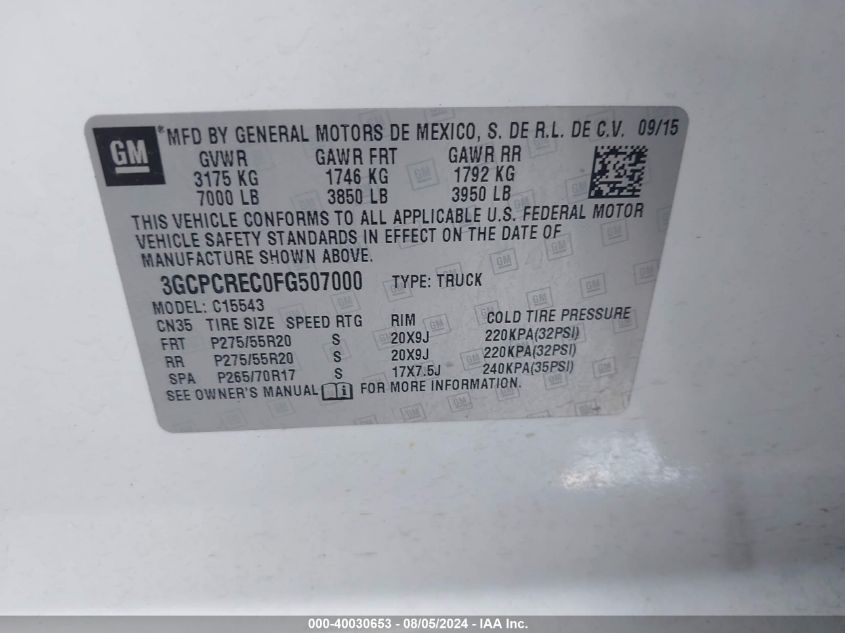 GM *MFD BY GENERAL MOTORS DE MEXICO, S. DE R.L. DE C.V. 09/15
GVWR GAWR FRT GAWR RR
3175 KG 1746 KG 1792 KG
7000 LB 3850 LB 3950 LB
THIS VEHICLE CONFORMS TO ALL APPLICABLE U.S. FEDERAL MOTOR
VEHICLE SAFETY STANDARDS IN EFFECT ON THE DATE OF
MANUFACTURE SHOWN ABOVE.
3GCPCREC0FG507000 TYPE: TRUCK
MODEL: C15543
CN35 TIRE SIZE SPEED RTG RIM COLD TIRE PRESSURE
FRT P275/55R20 S 20X9J 220KPA(32PSI)
RR P275/55R20 S 20X9J 220KPA(32PSI)
SPA P265/70R17 S 17X7.5J 240KPA(35PSI)
SEE OWNER'S MANUAL FOR MORE INFORMATION.
000-40030653 - 08/05/2024 - IAA Inc.